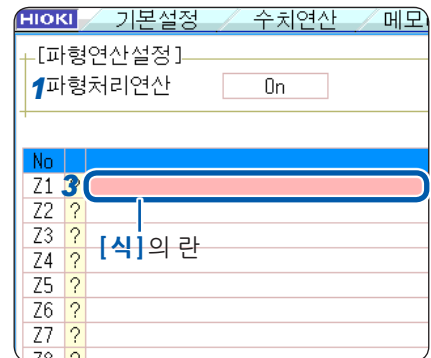 HIOKI 기본설정 수치연산 메모
[파형연산설정]
1 파형처리연산 On
No
Z1 3
Z2 ?
[식]의 란
Z3 ?
Z4 ?
Z5 ?
Z6 ?
Z7 ?